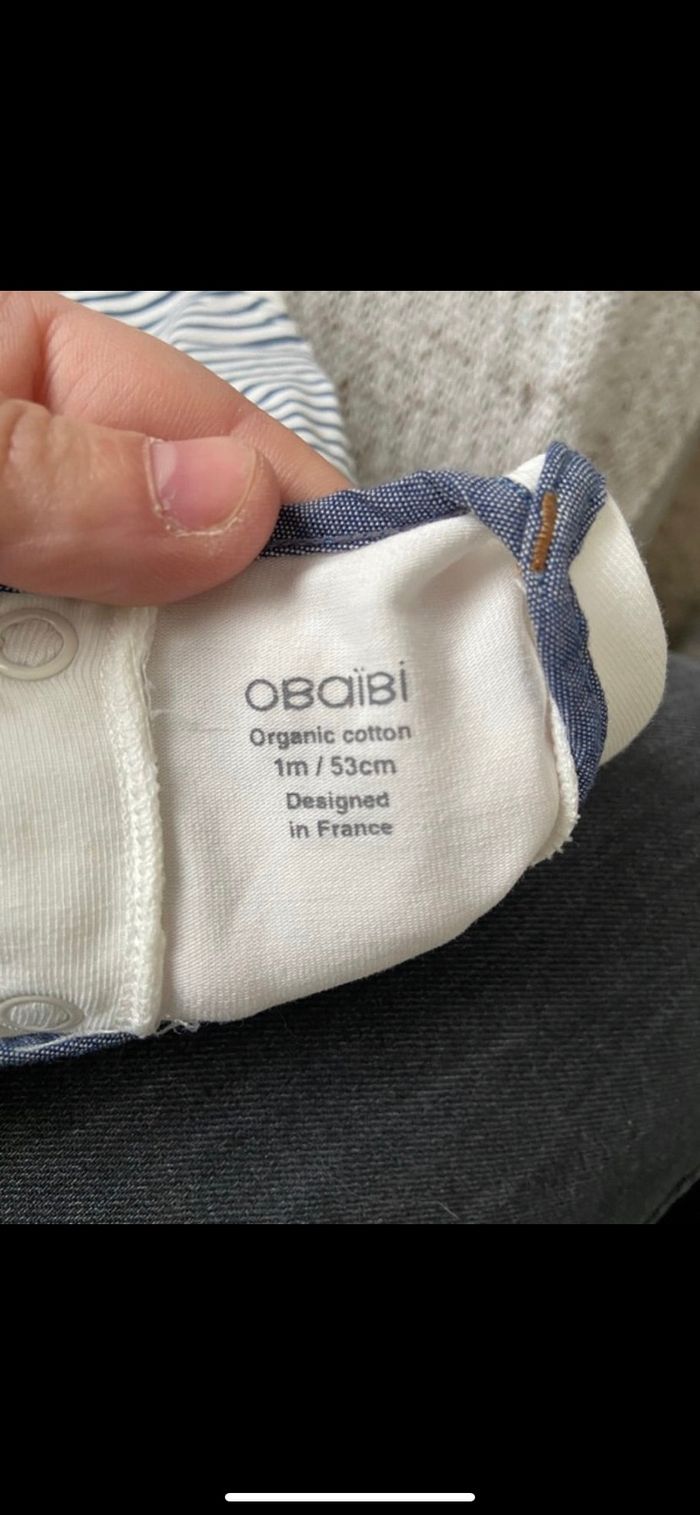 OBaïBi
Organic cotton
1m / 53cm
Designed
in France